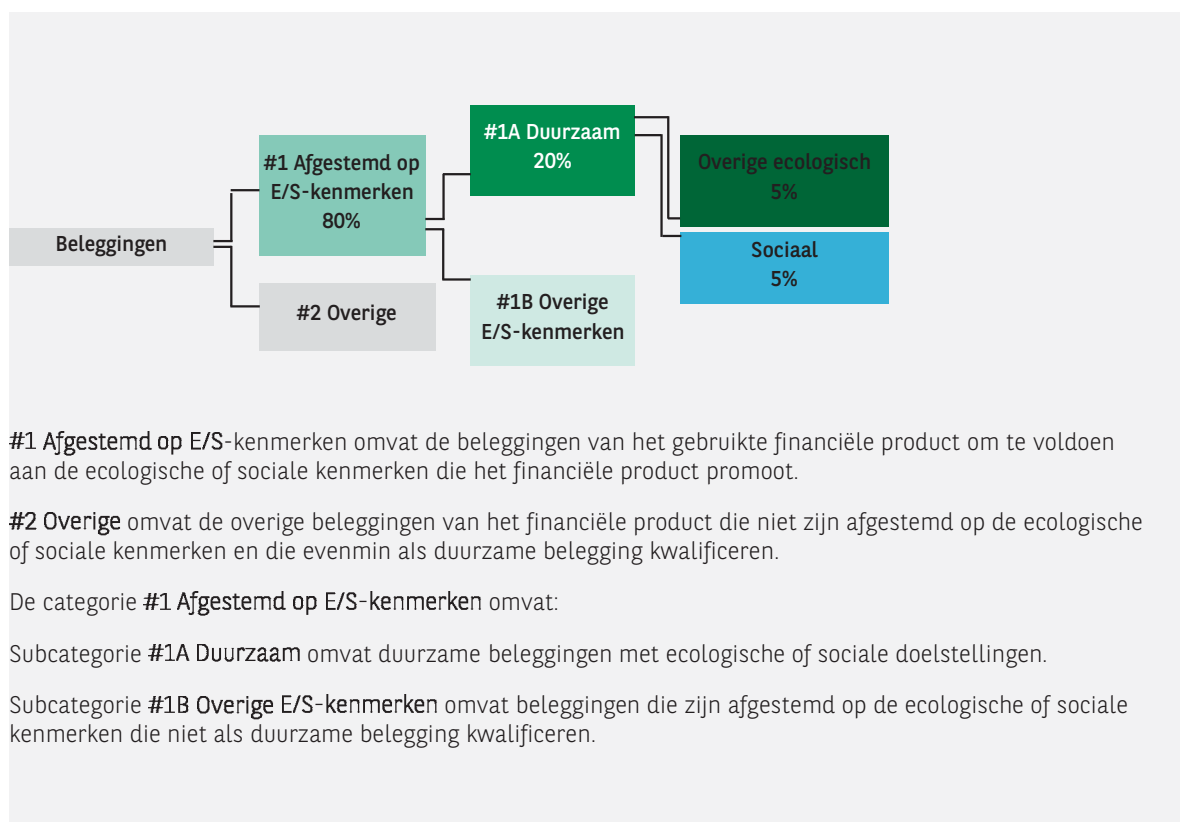 #1A Duurzaam
20%
#1 Afgestemd op
E/S-kenmerken
80%
Overige ecologisch
5%
Beleggingen
Sociaal
5%
#2 Overige
#1B Overige
E/S-kenmerken
#1 Afgestemd op E/S-kenmerken omvat de beleggingen van het gebruikte financiële product om te voldoen
aan de ecologische of sociale kenmerken die het financiële product promoot.
#2 Overige omvat de overige beleggingen van het financiële product die niet zijn afgestemd op de ecologische
of sociale kenmerken en die evenmin als duurzame belegging kwalificeren.
De categorie #1 Afgestemd op E/S-kenmerken omvat:
Subcategorie #1A Duurzaam omvat duurzame beleggingen met ecologische of sociale doelstellingen.
Subcategorie #1B Overige E/S-kenmerken omvat beleggingen die zijn afgestemd op de ecologische of sociale
kenmerken die niet als duurzame belegging kwalificeren.